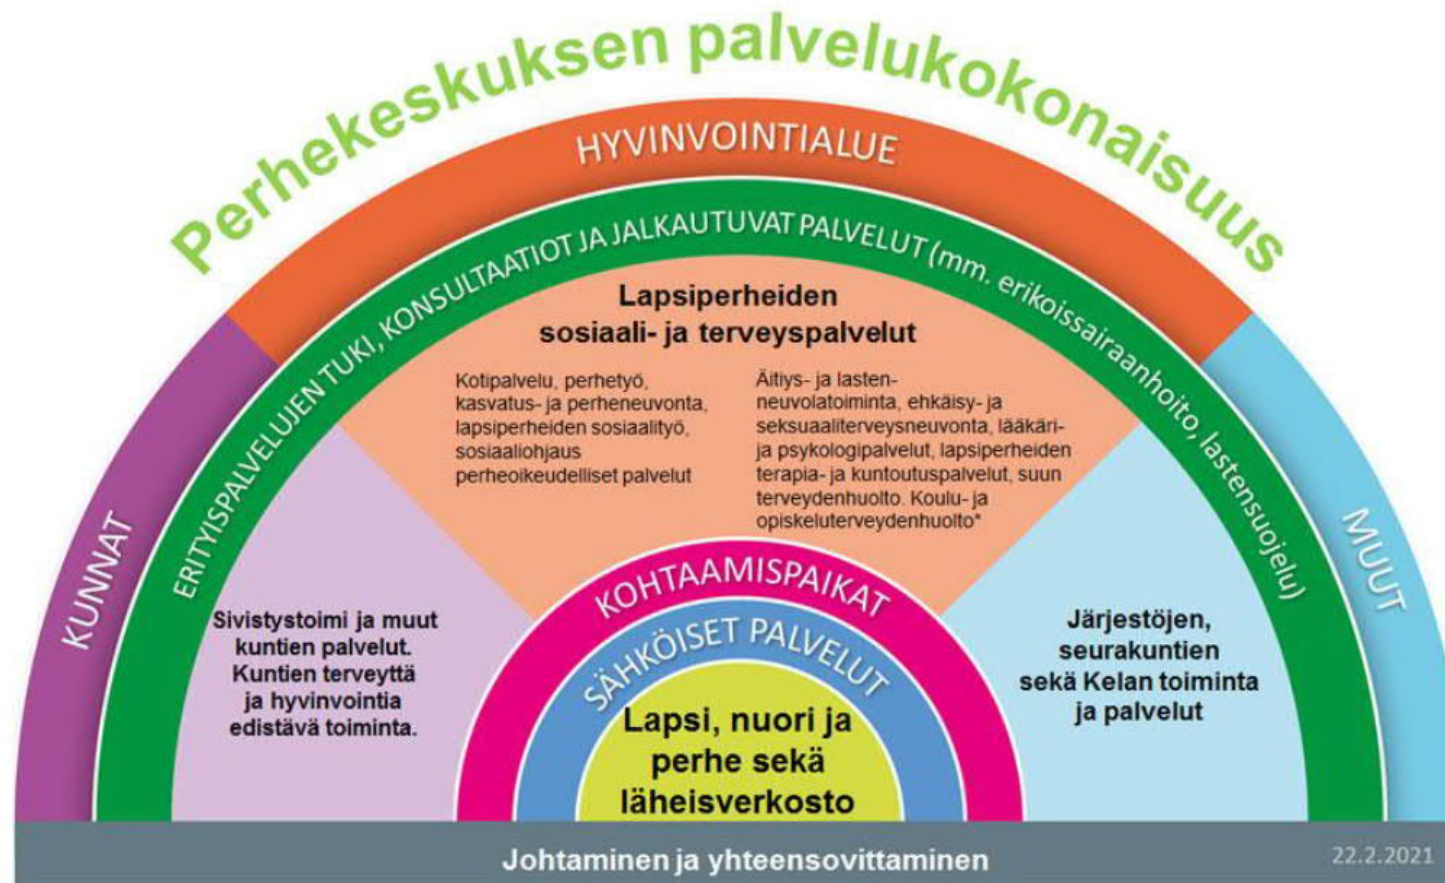 Perhekeskuksen palvelukokonaisuus
HYVINVOINTIALUE
KUNNAT
MUUT
ERITYISPALVELUJEN TUKI, KONSULTAATIOT JA JALKAUTUVAT PALVELUT (mm. erikoissairaanhoito, lastensuojelu)
Lapsiperheiden
sosiaali- ja terveyspalvelut
Kotipalvelu, perhetyö,
kasvatus- ja perheneuvonta,
lapsiperheiden sosiaalityö,
sosiaaliohjaus
perheoikeudelliset palvelut
Äitiys- ja lasten-
neuvolatoiminta, ehkäisy- ja
seksuaaliterveysneuvonta, lääkäri-
ja psykologipalvelut, lapsiperheiden
terapia- ja kuntoutuspalvelut, suun
terveydenhuolto. Koulu- ja
opiskeluterveydenhuolto*
Sivistystoimi ja muut
kuntien palvelut.
Kuntien terveyttä
ja hyvinvointia
edistävä toiminta.
Järjestöjen,
seurakuntien
sekä Kelan toiminta
ja palvelut
KOHTAAMISPAIKAT
SÄHKÖISET PALVELUT
Lapsi, nuori ja
perhe sekä
läheisverkosto
Johtaminen ja yhteensovittaminen
22.2.2021